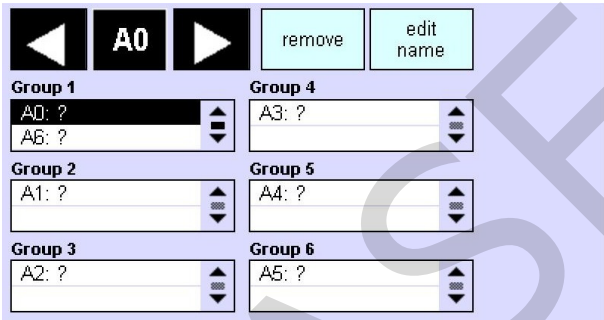 A0
remove
edit
name
Group 1
A0: ?
A6: ?
Group 2
A1: ?
Group 3
A2: ?
Group 4
A3: ?
Group 5
A4: ?
Group 6
A5: ?